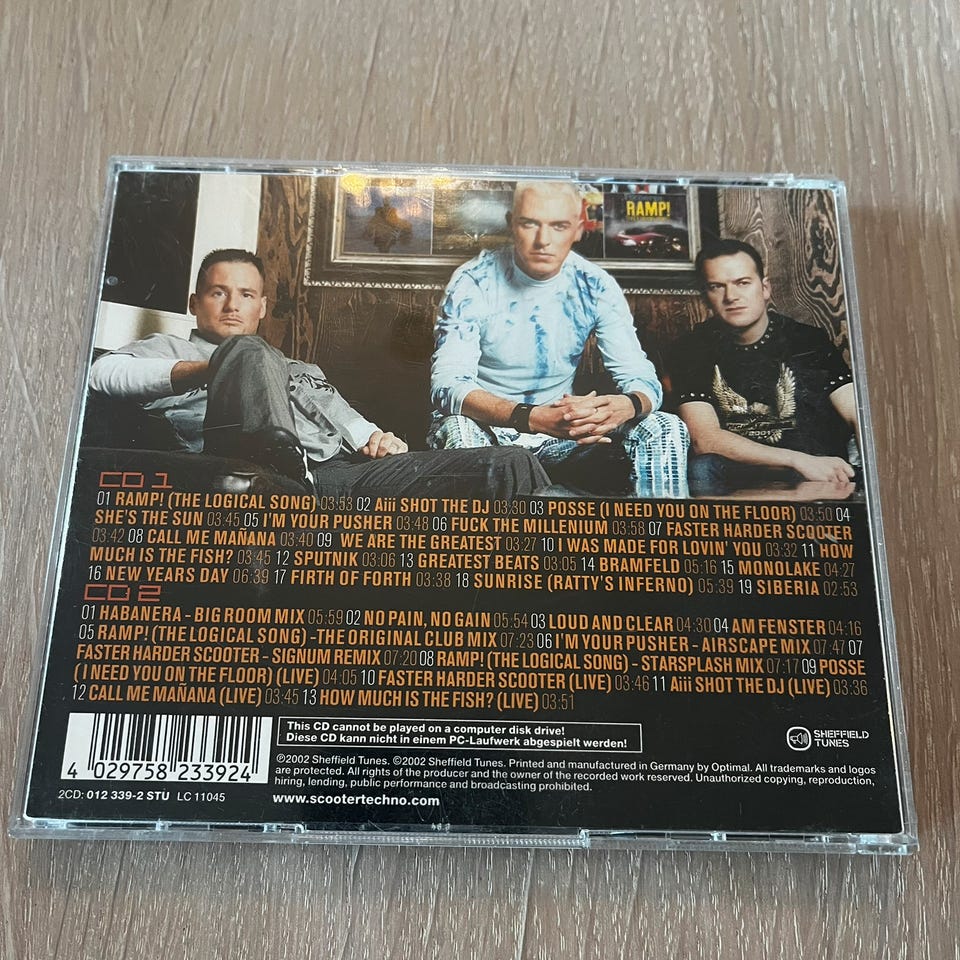 RAMP!
2001
CD 1
01 RAMP! (THE LOGICAL SONG) 03:53 02 Aiii SHOT THE DJ 03:30 03 POSSE (I NEED YOU ON THE FLOOR) 03:50 04
SHE'S THE SUN 03:45 05 I'M YOUR PUSHER 03:48 06 FUCK THE MILLENIUM 03:58 07 FASTER HARDER SCOOTER
03:42 08 CALL ME MAÑANA 03:40 09 WE ARE THE GREATEST 03:27 10 I WAS MADE FOR LOVIN' YOU 03:32 11 HOW
MUCH IS THE FISH? 03:45 12 SPUTNIK 03:06 13 GREATEST BEATS 03:05 14 BRAMFELD 05:16 15 MONOLAKE 04:27
16 NEW YEARS DAY 06:39 17 FIRTH OF FORTH 03:38 18 SUNRISE (RATTY'S INFERNO) 05:39 19 SIBERIA 02:53
CD 2
01 HABANERA - BIG ROOM MIX 05:59 02 NO PAIN, NO GAIN 05:54 03 LOUD AND CLEAR 04:30 04 AM FENSTER 04:16
05 RAMP! (THE LOGICAL SONG) -THE ORIGINAL CLUB MIX 07:23 06 I'M YOUR PUSHER - AIRSCAPE MIX 07:47 07
FASTER HARDER SCOOTER - SIGNUM REMIX 07:20 08 RAMP! (THE LOGICAL SONG) - STARSPLASH MIX 07:17 09 POSSE
(I NEED YOU ON THE FLOOR) (LIVE) 04:05 10 FASTER HARDER SCOOTER (LIVE) 03:46 11 Aiii SHOT THE DJ (LIVE) 03:36
12 CALL ME MAÑANA (LIVE) 03:45 13 HOW MUCH IS THE FISH? (LIVE) 03:51
This CD cannot be played on a computer disk drive!
Diese CD kann nicht in einem PC-Laufwerk abgespielt werden!
SHEFFIELD
TUNES
℗2002 Sheffield Tunes. ©2002 Sheffield Tunes. Printed and manufactured in Germany by Optimal. All trademarks and logos
are protected. All rights of the producer and the owner of the recorded work reserved. Unauthorized copying, reproduction,
hiring, lending, public performance and broadcasting prohibited.
4 029758 233924
2CD: 012 339-2 STU LC 11045
www.scootertechno.com